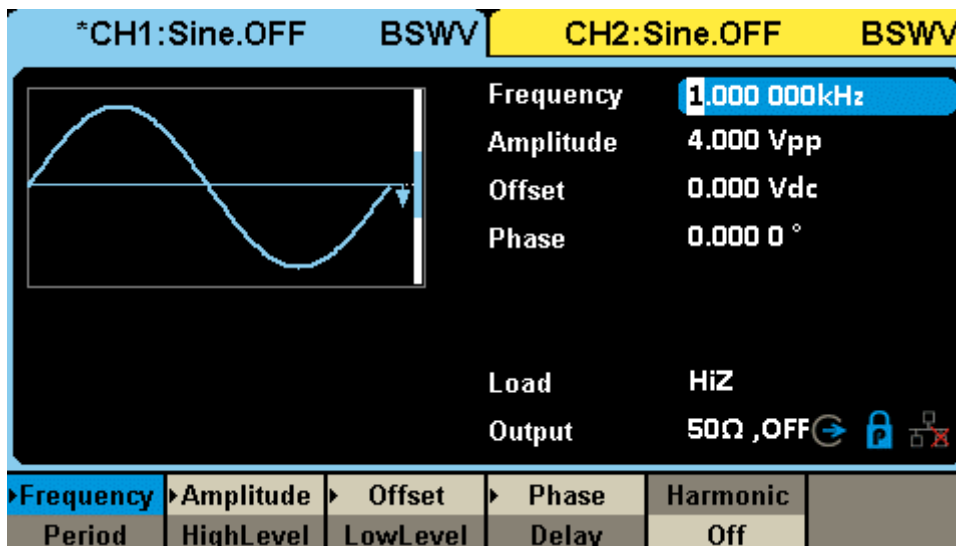 *CH1:Sine.OFF BSWV CH2:Sine.OFF BSWV
Frequency 1.000 000kHz
Amplitude 4.000 Vpp
Offset 0.000 Vdc
Phase 0.000 0 °
Load HiZ
Output 50Ω ,OFF P
Frequency Amplitude Offset Phase Harmonic
Period HighLevel LowLevel Delay Off